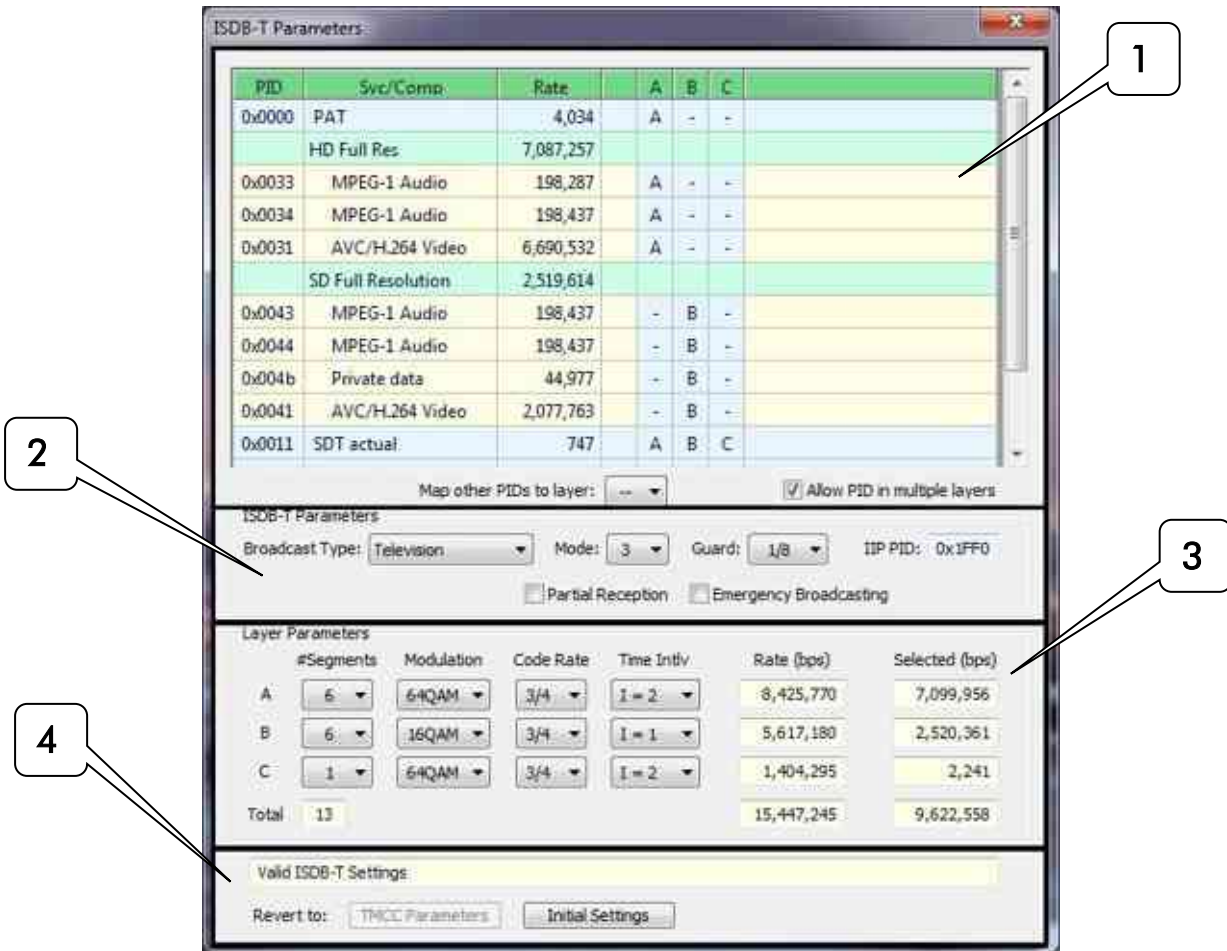 ISDB-T Parameters
1
PID Svc/Comp Rate A B C
0x0000 PAT 4,034 A - -
HD Full Res 7,087,257
0x0033 MPEG-1 Audio 198,287 A - -
0x0034 MPEG-1 Audio 198,437 A - -
0x0031 AVC/H.264 Video 6,690,532 A - -
SD Full Resolution 2,519,614
0x0043 MPEG-1 Audio 198,437 - B -
0x0044 MPEG-1 Audio 198,437 - B -
0x004b Private data 44,977 - B -
0x0041 AVC/H.264 Video 2,077,763 - B -
0x0011 SDT actual 747 A B C
2
Map other PIDs to layer: -- Allow PID in multiple layers
ISDB-T Parameters
Broadcast Type: Television Mode: 3 Guard: 1/8 IIP PID: 0x1FF0
3
Partial Reception Emergency Broadcasting
Layer Parameters
#Segments Modulation Code Rate Time Intlv Rate (bps) Selected (bps)
A 6 64QAM 3/4 I = 2 8,425,770 7,099,956
B 6 16QAM 3/4 I = 1 5,617,180 2,520,361
4
C 1 64QAM 3/4 I = 2 1,404,295 2,241
Total 13 15,447,245 9,622,558
Valid ISDB-T Settings
Revert to: TMCC Parameters Initial Settings